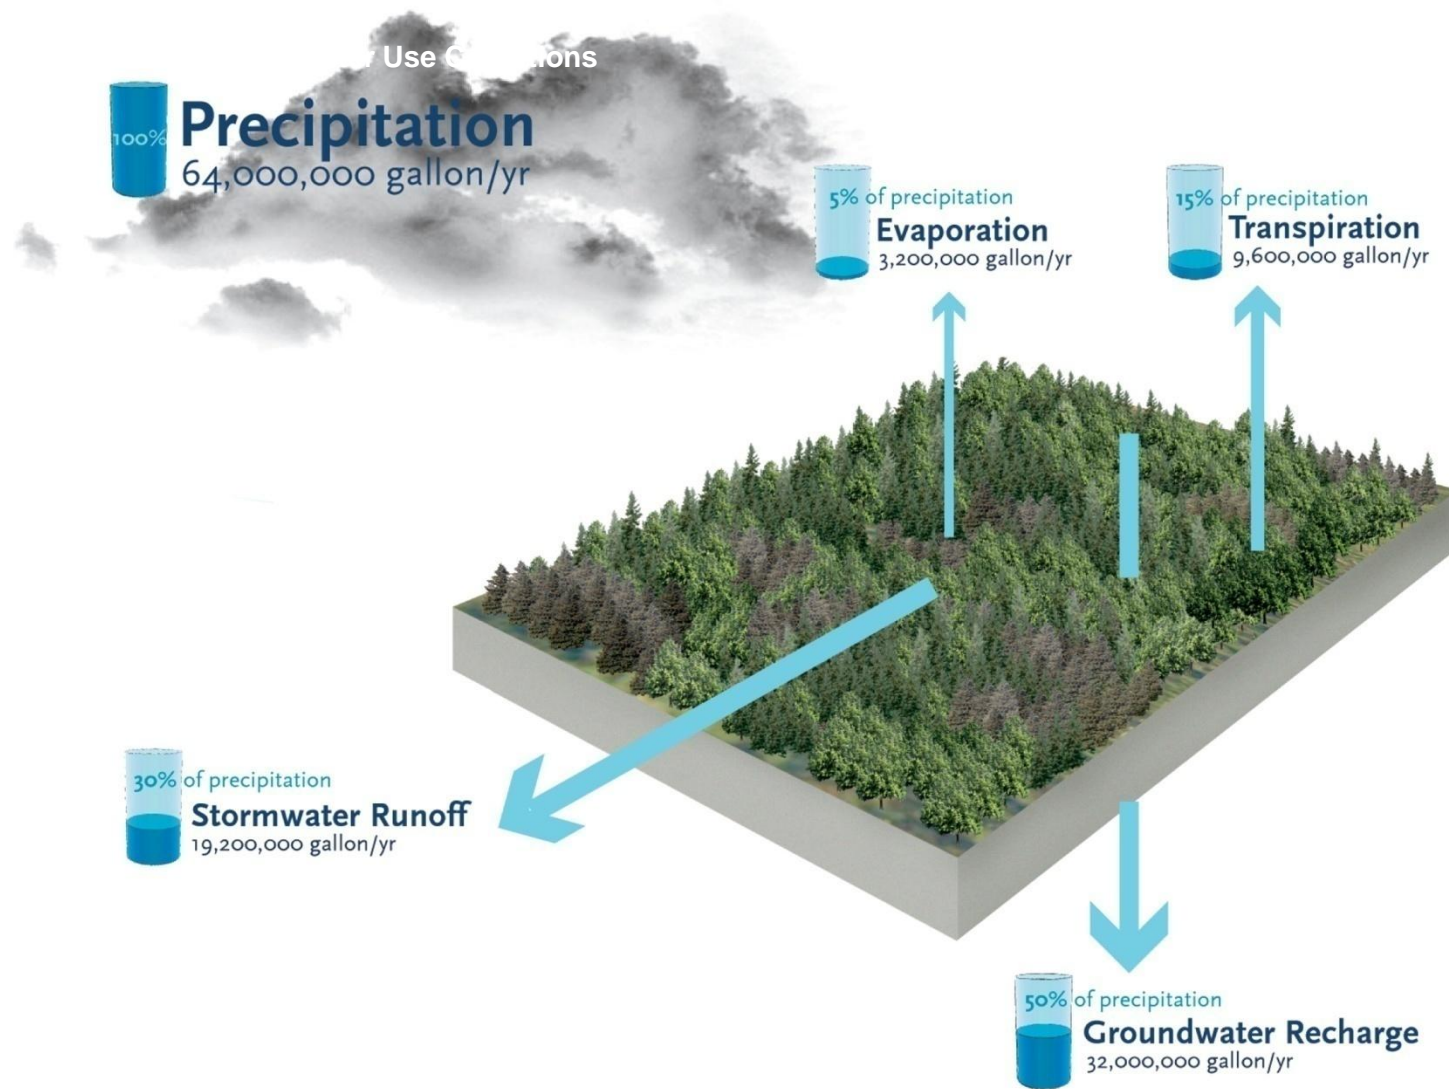 Use
100%
Precipitation
64,000,000 gallon/yr
5% of precipitation
Evaporation
3,200,000 gallon/yr
15% of precipitation
Transpiration
9,600,000 gallon/yr
30% of precipitation
Stormwater Runoff
19,200,000 gallon/yr
50% of precipitation
Groundwater Recharge
32,000,000 gallon/yr